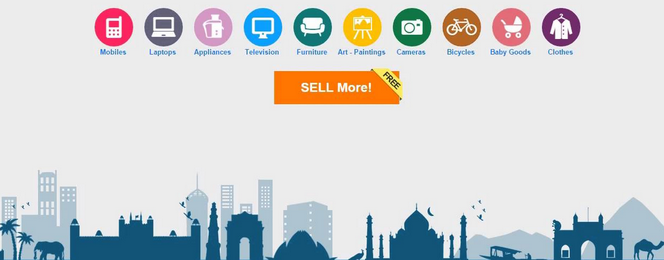 Mobiles Laptops Appliances Television Furniture Art - Paintings Cameras Bicycles Baby Goods Clothes
SELL More!
FREE